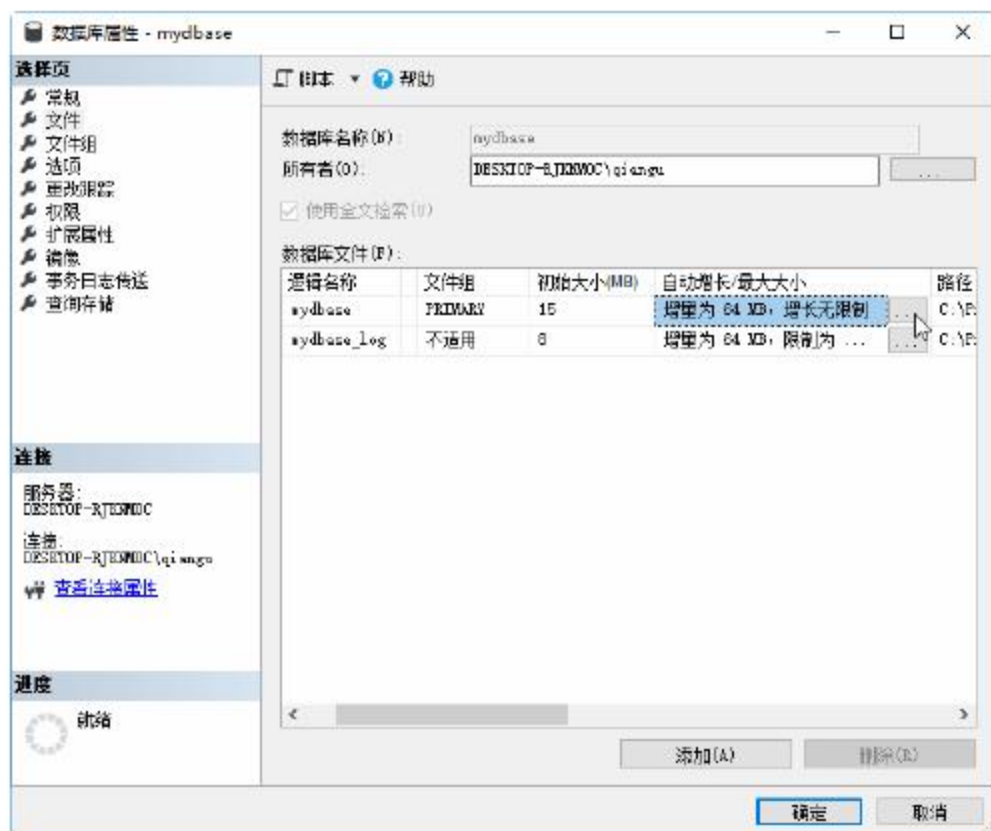 数据库属性 - mydbase
选择页
常规
文件
文件组
选项
更改跟踪
权限
扩展属性
镜像
事务日志传送
查询存储
连接
服务器:
DESKTOP-RJKNMOC
连接:
DESKTOP-RJKNMOC\qiangu
查看连接属性
进度
就绪
脚本 帮助
数据库名称(N): mydbase
所有者(O): DESKTOP-RJKNMOC\qiangu ...
使用全文检索(U)
数据库文件(F):
逻辑名称 文件组 初始大小(MB) 自动增长/最大大小 路径
mydbase PRIMARY 15 增量为 64 MB，增长无限制 ... C:\P
mydbase_log 不适用 8 增量为 64 MB，限制为 ... ... C:\P
添加(A) 删除(R)
确定 取消